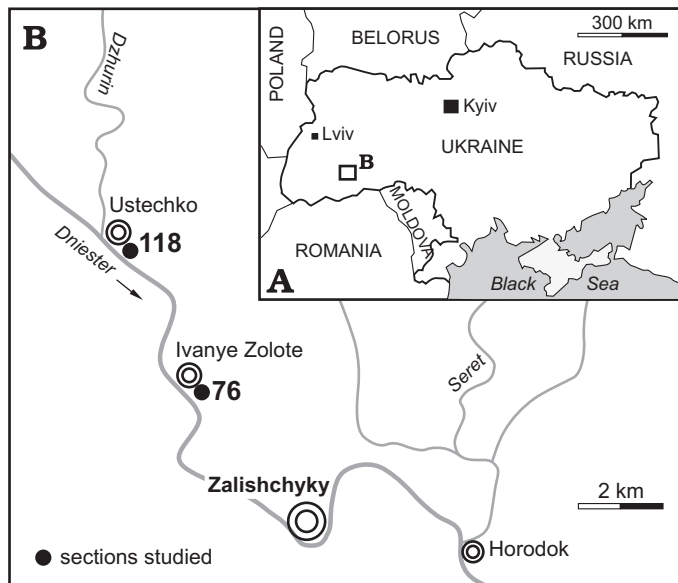 B
Dzhurin
Ustechko
118
Dniester
Ivanye Zolote
76
Zalishchyky
Seret
Horodok
2 km
sections studied
A
300 km
POLAND
BELORUS
RUSSIA
Kyiv
Lviv
UKRAINE
B
MOLDOVA
ROMANIA
Black Sea